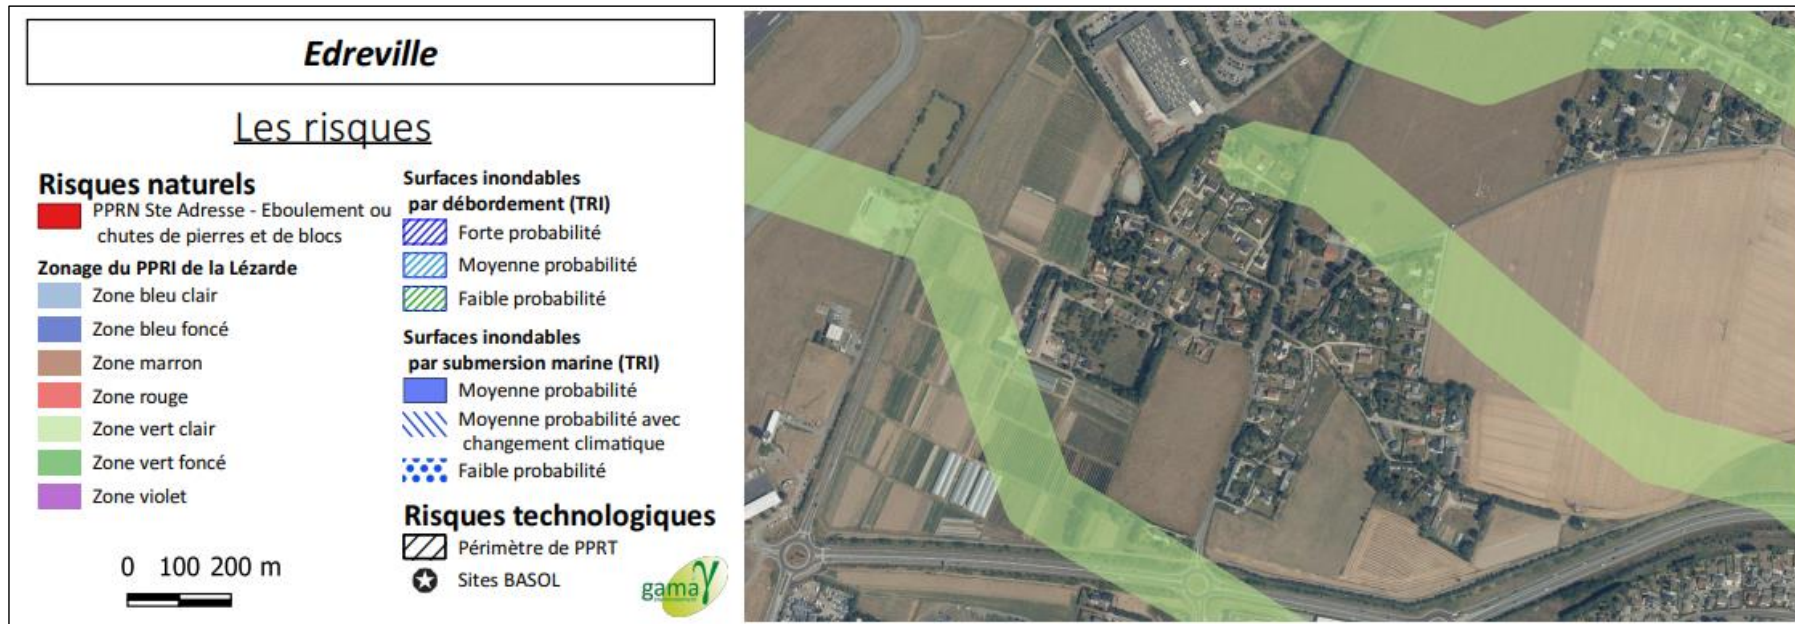 Edreville
Les risques
Risques naturels
PPRN Ste Adresse - Eboulement ou
chutes de pierres et de blocs
Zonage du PPRI de la Lézarde
Zone bleu clair
Zone bleu foncé
Zone marron
Zone rouge
Zone vert clair
Zone vert foncé
Zone violet
0 100 200 m
Surfaces inondables
par débordement (TRI)
Forte probabilité
Moyenne probabilité
Faible probabilité
Surfaces inondables
par submersion marine (TRI)
Moyenne probabilité
Moyenne probabilité avec
changement climatique
Faible probabilité
Risques technologiques
Périmètre de PPRT
Sites BASOL
gama